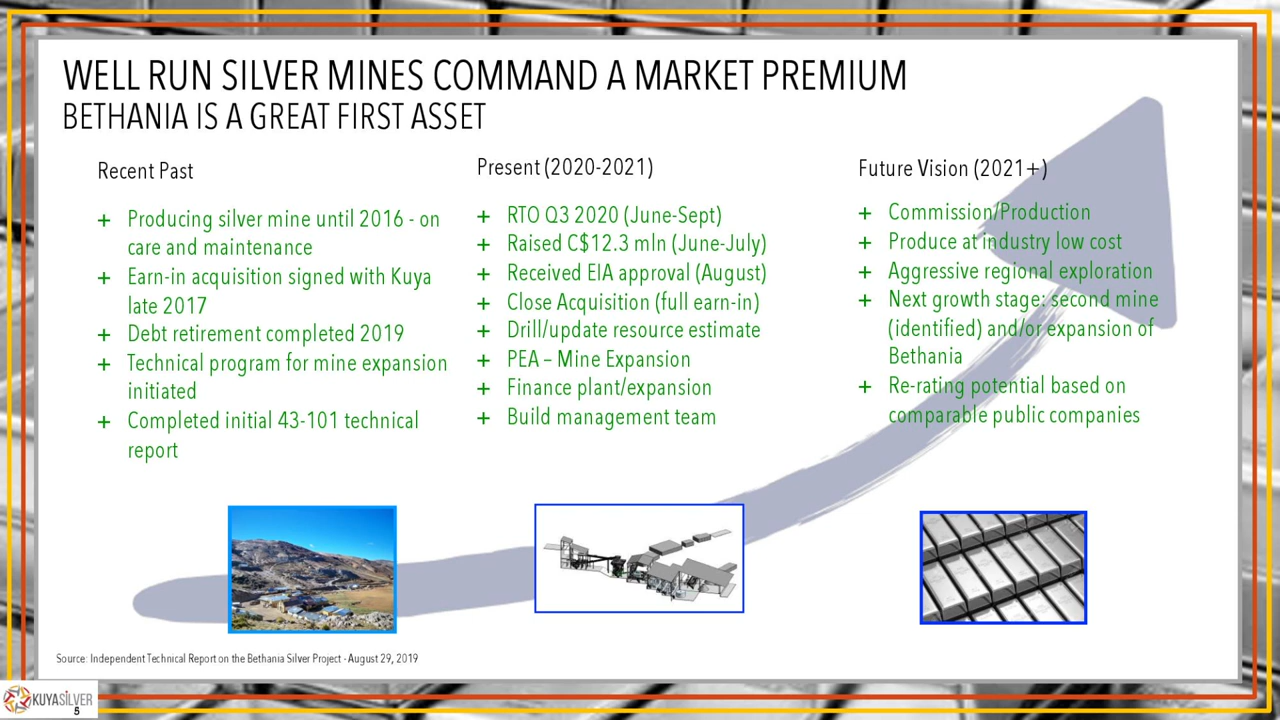 WELL RUN SILVER MINES COMMAND A MARKET PREMIUM
BETHANIA IS A GREAT FIRST ASSET
Recent Past
+ Producing silver mine until 2016 - on
care and maintenance
+ Earn-in acquisition signed with Kuya
late 2017
+ Debt retirement completed 2019
+ Technical program for mine expansion
initiated
+ Completed initial 43-101 technical
report
Present (2020-2021)
+ RTO Q3 2020 (June-Sept)
+ Raised C$12.3 mln (June-July)
+ Received EIA approval (August)
+ Close Acquisition (full earn-in)
+ Drill/update resource estimate
+ PEA – Mine Expansion
+ Finance plant/expansion
+ Build management team
Future Vision (2021+)
+ Commission/Production
+ Produce at industry low cost
+ Aggressive regional exploration
+ Next growth stage: second mine
(identified) and/or expansion of
Bethania
+ Re-rating potential based on
comparable public companies
Source: Independent Technical Report on the Bethania Silver Project - August 29, 2019
KUYASILVER
5